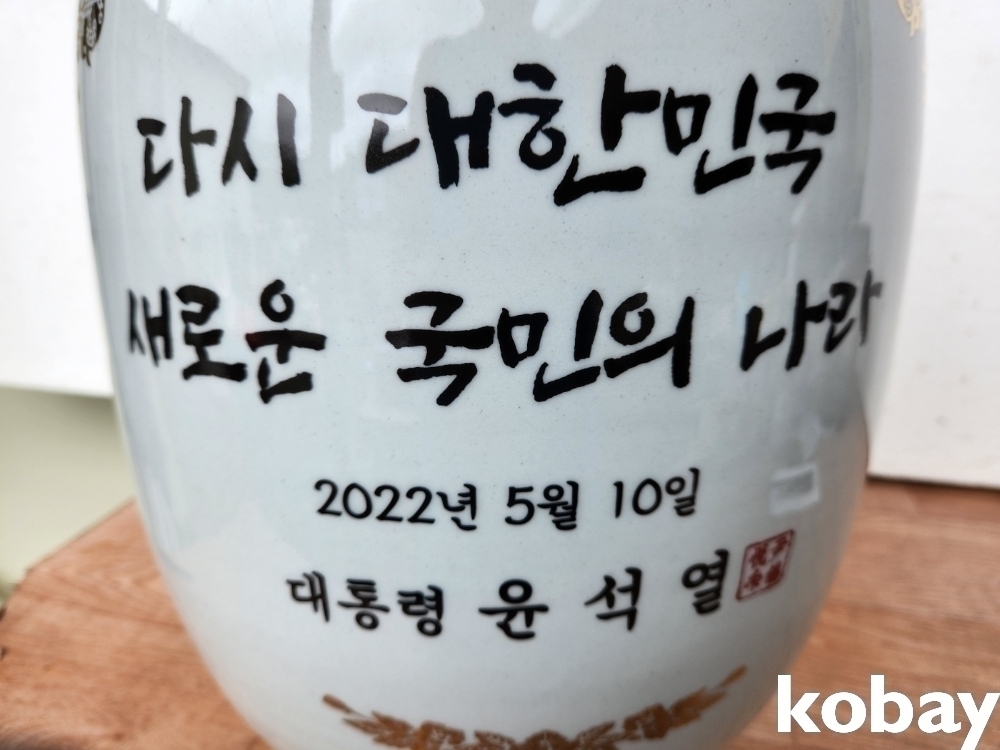 다시 대한민국
새로운 국민의 나라
2022년 5월 10일
대통령 윤석열
kobay